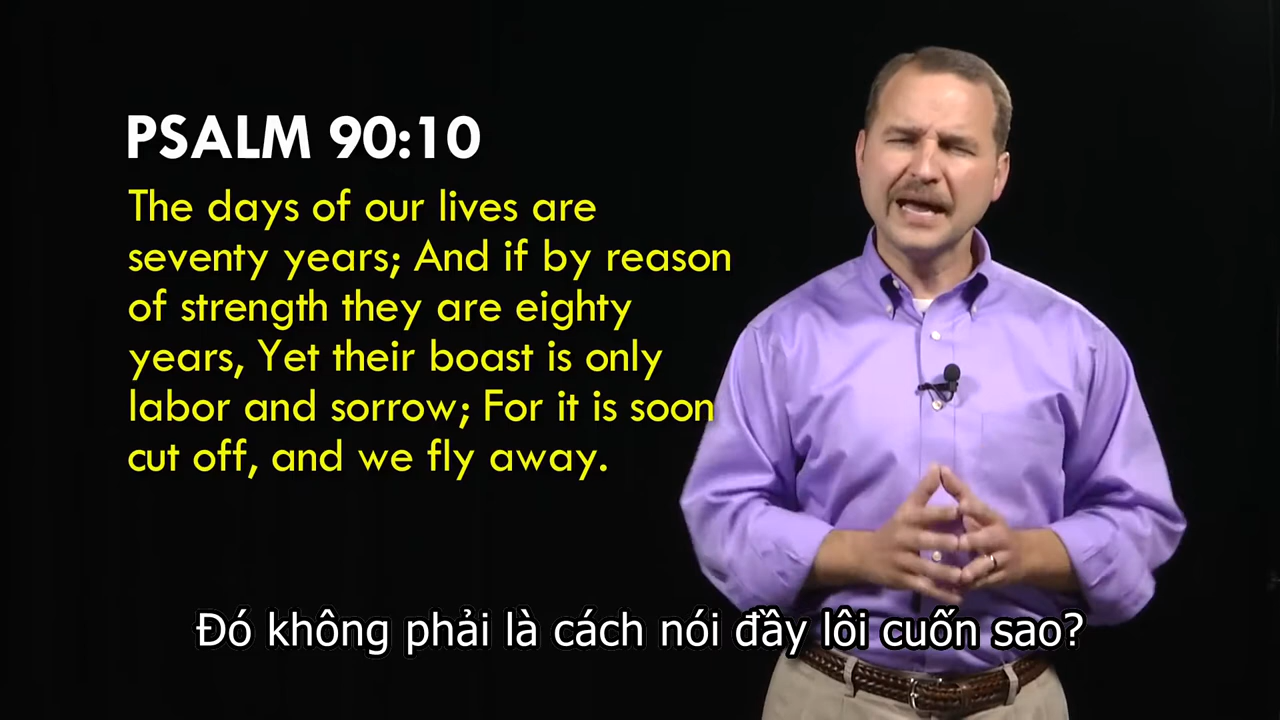 PSALM 90:10
The days of our lives are
seventy years; And if by reason
of strength they are eighty
years, Yet their boast is only
labor and sorrow; For it is soon
cut off, and we fly away.
Đó không phải là cách nói đầy lôi cuốn sao?